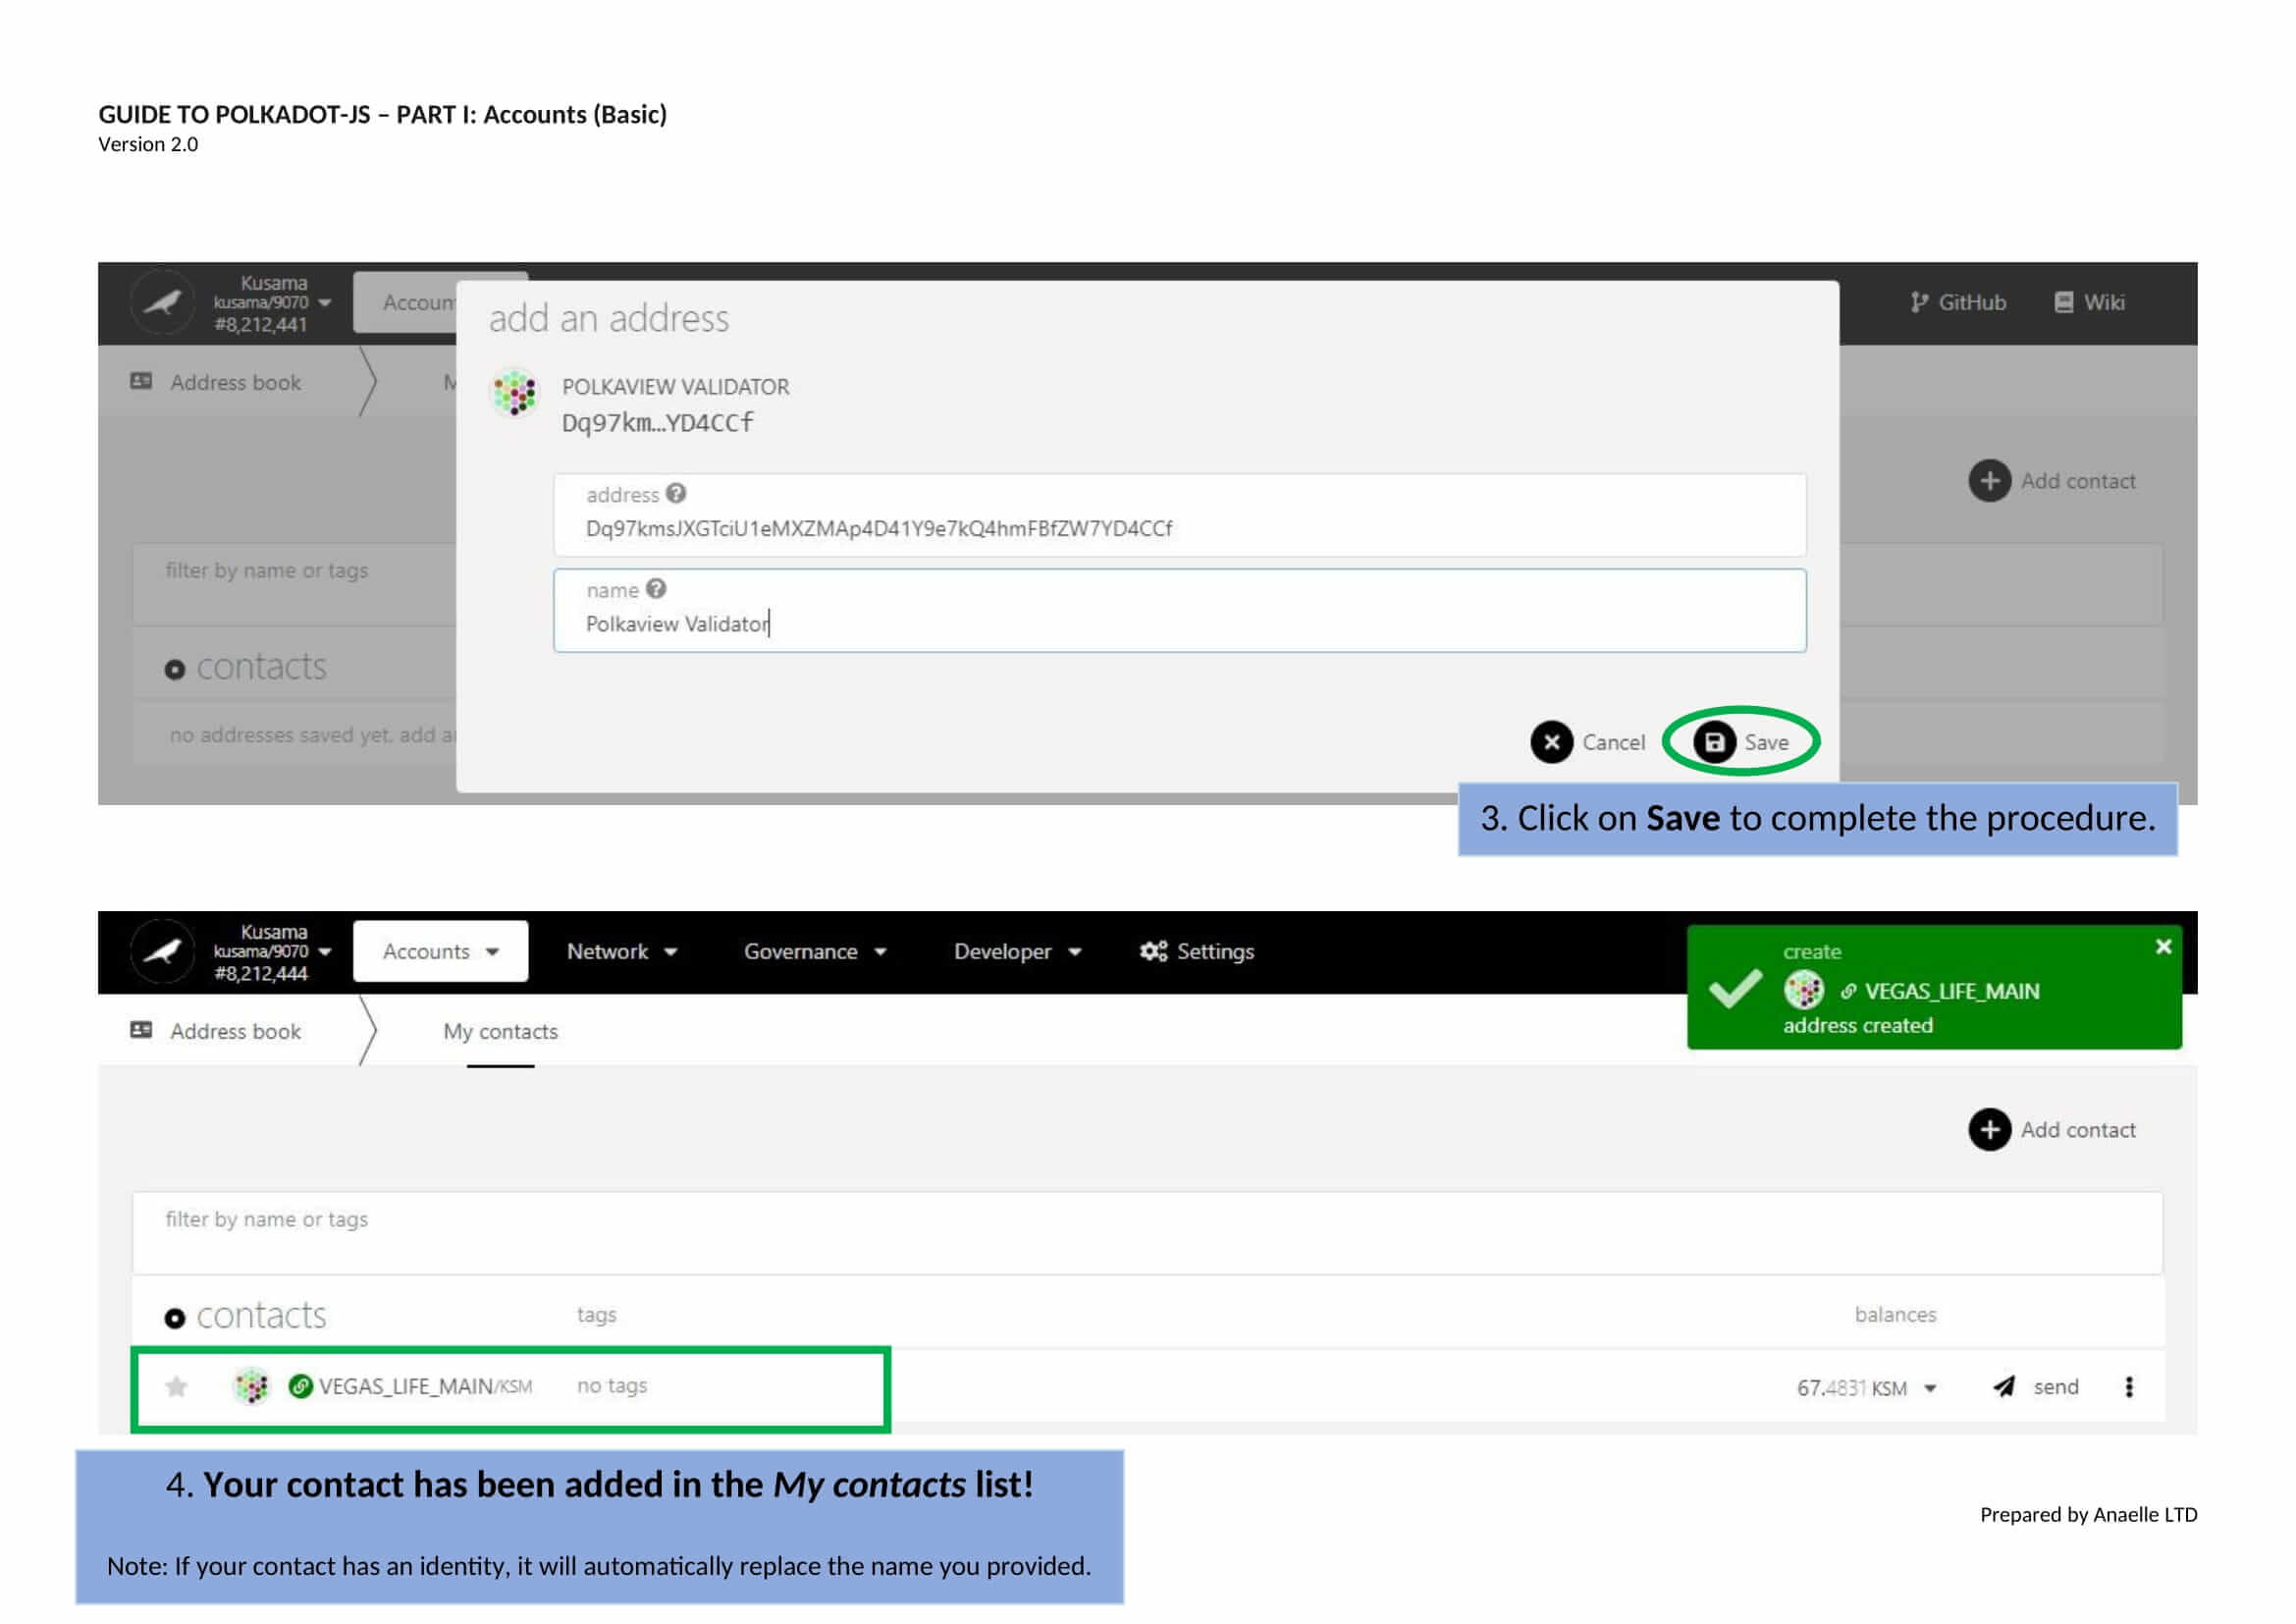 GUIDE TO POLKADOT-JS – PART I: Accounts (Basic)
Version 2.0
Kusama
kusama/9070
#8,212,441
Accoun
GitHub
Wiki
add an address
Address book
M
POLKAVIEW VALIDATOR
Dq97km...YD4CCf
Add contact
address
Dq97kmsJXGTciU1eMXZMAp4D41Y9e7kQ4hmFBfZW7YD4CCf
filter by name or tags
name
Polkaview Validator
contacts
no addresses saved yet, add a
Cancel
Save
3. Click on Save to complete the procedure.
Kusama
kusama/9070
#8,212,444
Accounts
Network
Governance
Developer
Settings
create
VEGAS_LIFE_MAIN
address created
Address book
My contacts
Add contact
filter by name or tags
contacts
tags
balances
VEGAS_LIFE_MAIN/KSM
no tags
67.4831 KSM
send
4. Your contact has been added in the My contacts list!
Note: If your contact has an identity, it will automatically replace the name you provided.
Prepared by Anaelle LTD